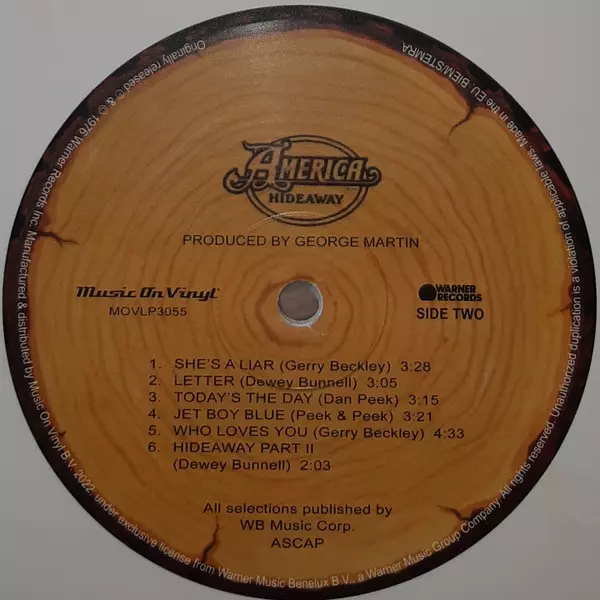 AMERICA
HIDEAWAY
PRODUCED BY GEORGE MARTIN
Music On Vinyl
MOVLP3055
WARNER
RECORDS
SIDE TWO
1. SHE'S A LIAR (Gerry Beckley) 3:28
2. LETTER (Dewey Bunnell) 3:05
3. TODAY'S THE DAY (Dan Peek) 3:15
4. JET BOY BLUE (Peek & Peek) 3:21
5. WHO LOVES YOU (Gerry Beckley) 4:33
6. HIDEAWAY PART II
(Dewey Bunnell) 2:03
All selections published by
WB Music Corp.
ASCAP
Originally released ℗ & © 1976 Warner Records Inc. Manufactured & distributed by Music On Vinyl B.V. 2022, under exclusive license from Warner Music Benelux B.V., a Warner Music Group Company. All rights reserved. Unauthorized duplication is a violation of applicable laws. Made in the EU. BIEM/STEMRA